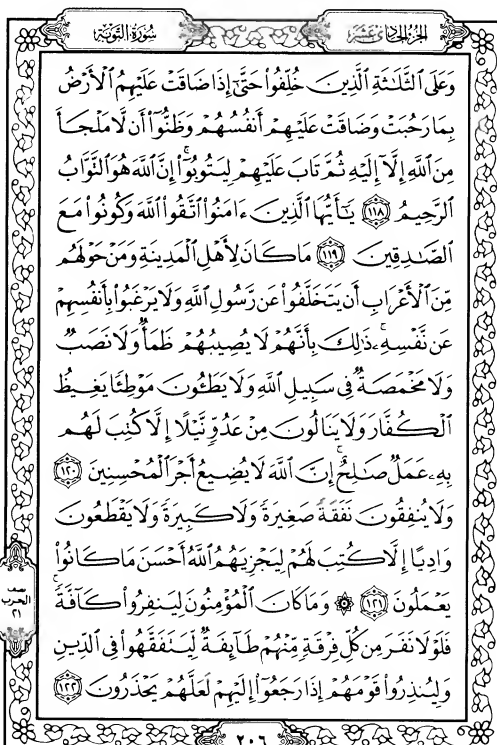 الجزء الحادي عشر
سورة التوبة
وَعَلَى ٱلثَّلَٰثَةِ ٱلَّذِينَ خُلِّفُوا۟ حَتَّىٰٓ إِذَا ضَاقَتْ عَلَيْهِمُ ٱلْأَرْضُ
بِمَا رَحُبَتْ وَضَاقَتْ عَلَيْهِمْ أَنفُسُهُمْ وَظَنُّوٓا۟ أَن لَّا مَلْجَأَ
مِنَ ٱللَّهِ إِلَّآ إِلَيْهِ ثُمَّ تَابَ عَلَيْهِمْ لِيَتُوبُوٓا۟ۚ إِنَّ ٱللَّهَ هُوَ ٱلتَّوَّابُ
ٱلرَّحِيمُ ١١٨ يَٰٓأَيُّهَا ٱلَّذِينَ ءَامَنُوا۟ ٱتَّقُوا۟ ٱللَّهَ وَكُونُوا۟ مَعَ
ٱلصَّٰدِقِينَ ١١٩ مَا كَانَ لِأَهْلِ ٱلْمَدِينَةِ وَمَنْ حَوْلَهُم
مِّنَ ٱلْأَعْرَابِ أَن يَتَخَلَّفُوا۟ عَن رَّسُولِ ٱللَّهِ وَلَا يَرْغَبُوا۟ بِأَنفُسِهِمْ
عَن نَّفْسِهِۦۚ ذَٰلِكَ بِأَنَّهُمْ لَا يُصِيبُهُمْ ظَمَأٌ وَلَا نَصَبٌ
وَلَا مَخْمَصَةٌ فِى سَبِيلِ ٱللَّهِ وَلَا يَطَـُٔونَ مَوْطِئًا يَغِيظُ
ٱلْكُفَّارَ وَلَا يَنَالُونَ مِنْ عَدُوٍّ نَّيْلًا إِلَّا كُتِبَ لَهُم
بِهِۦ عَمَلٌ صَٰلِحٌۚ إِنَّ ٱللَّهَ لَا يُضِيعُ أَجْرَ ٱلْمُحْسِنِينَ ١٢٠
وَلَا يُنفِقُونَ نَفَقَةً صَغِيرَةً وَلَا كَبِيرَةً وَلَا يَقْطَعُونَ
وَادِيًا إِلَّا كُتِبَ لَهُمْ لِيَجْزِيَهُمُ ٱللَّهُ أَحْسَنَ مَا كَانُوا۟
يَعْمَلُونَ ١٢١ ۞ وَمَا كَانَ ٱلْمُؤْمِنُونَ لِيَنفِرُوا۟ كَآفَّةًۚ
فَلَوْلَا نَفَرَ مِن كُلِّ فِرْقَةٍ مِّنْهُمْ طَآئِفَةٌ لِّيَتَفَقَّهُوا۟ فِى ٱلدِّينِ
وَلِيُنذِرُوا۟ قَوْمَهُمْ إِذَا رَجَعُوٓا۟ إِلَيْهِمْ لَعَلَّهُمْ يَحْذَرُونَ ١٢٢
نصف
الحزب
٢١
٢٠٦